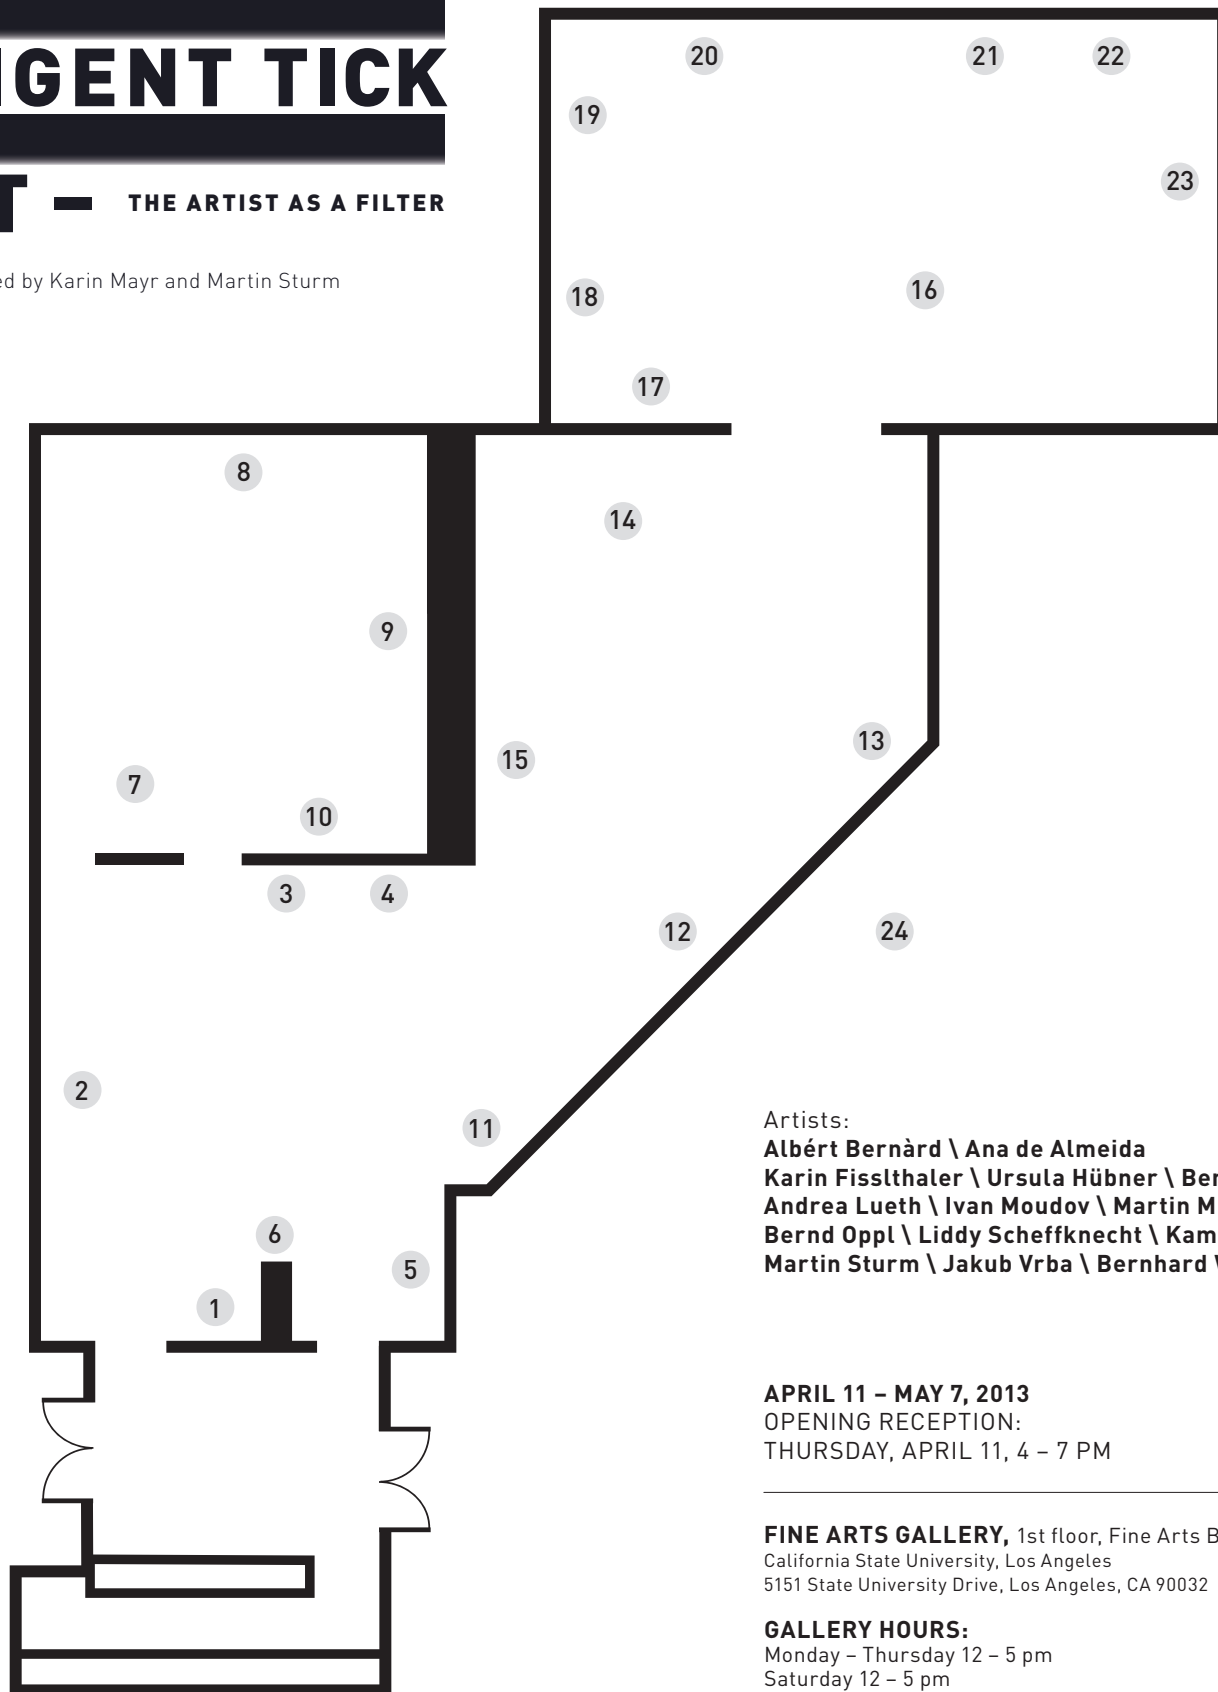 GENT TICK
T – THE ARTIST AS A FILTER
by Karin Mayr and Martin Sturm
20
21
22
19
23
18
16
17
8
14
9
13
15
7
10
3
4
12
24
2
11
6
5
1
Artists:
Albért Bernàrd \ Ana de Almeida
Karin Fisslthaler \ Ursula Hübner \
Andrea Lueth \ Ivan Moudov \ Martin
Bernd Oppl \ Liddy Scheffknecht \
Martin Sturm \ Jakub Vrba \ Bernhard
APRIL 11 – MAY 7, 2013
OPENING RECEPTION:
THURSDAY, APRIL 11, 4 – 7 PM
FINE ARTS GALLERY, 1st floor, Fine Arts
California State University, Los Angeles
5151 State University Drive, Los Angeles, CA 90032
GALLERY HOURS:
Monday – Thursday 12 – 5 pm
Saturday 12 – 5 pm